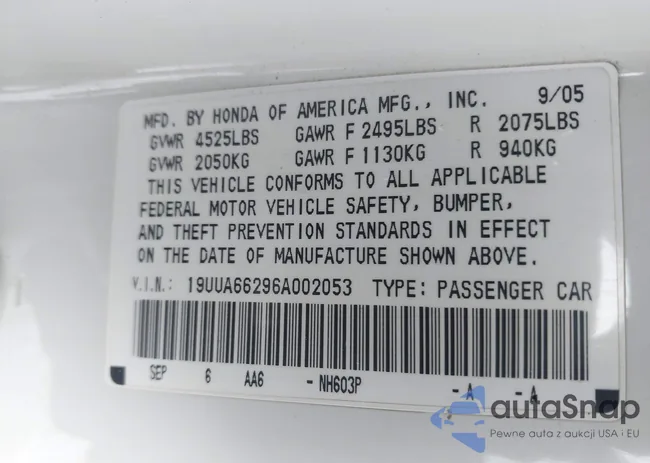 MFD. BY HONDA OF AMERICA MFG., INC. 9/05
GVWR 4525LBS GAWR F 2495LBS R 2075LBS
GVWR 2050KG GAWR F 1130KG R 940KG
THIS VEHICLE CONFORMS TO ALL APPLICABLE
FEDERAL MOTOR VEHICLE SAFETY, BUMPER,
AND THEFT PREVENTION STANDARDS IN EFFECT
ON THE DATE OF MANUFACTURE SHOWN ABOVE.
V.I.N.: 19UUA66296A002053 TYPE: PASSENGER CAR
SEP 6 AA6 - NH603P - A - A
autaSnap
Pewne auta z aukcji USA i EU